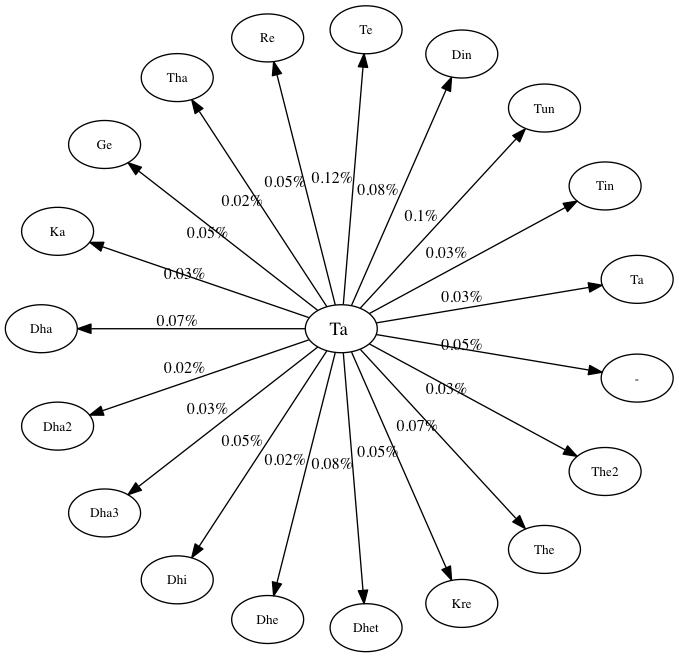 Te
Re
Din
Tha
Tun
Ge
0.12%
0.05%
0.08%
Tin
0.02%
0.1%
Ka
0.05%
0.03%
0.03%
Ta
0.03%
0.07%
Dha
Ta
0.05%
0.02%
-
0.03%
0.03%
Dha2
0.07%
0.05%
0.05%
0.02%
0.08%
The2
Dha3
The
Dhi
Kre
Dhe
Dhet